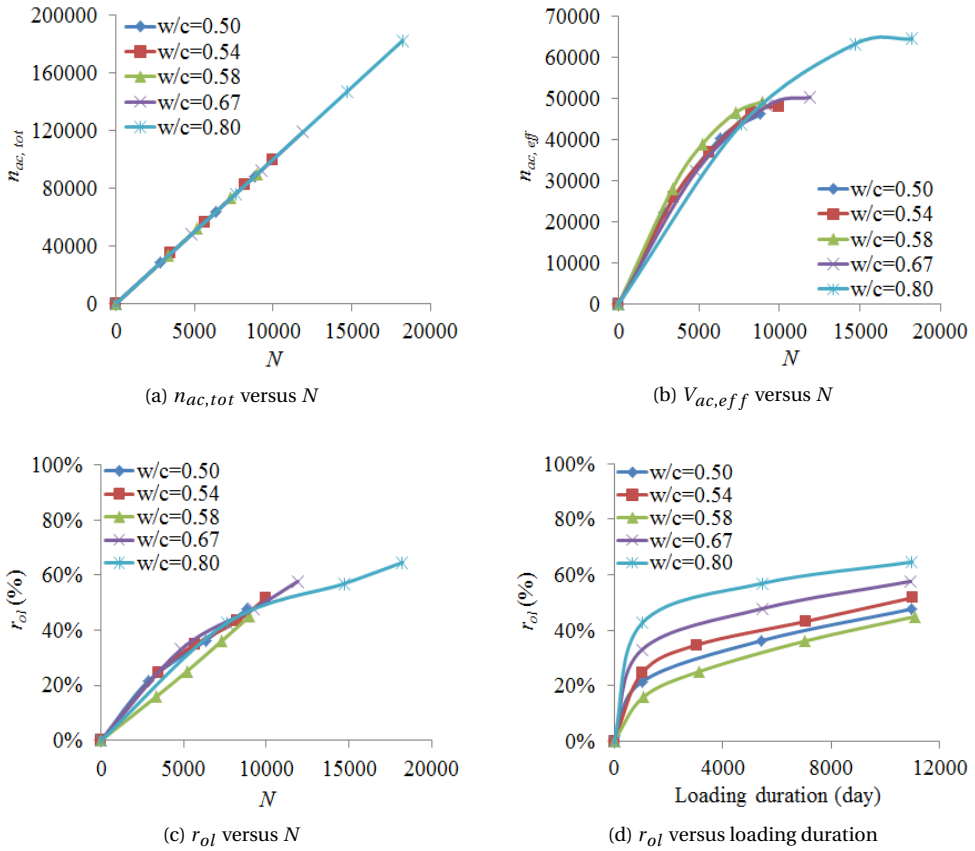 200000
160000
120000
80000
40000
0
n_ac, tot
w/c=0.50
w/c=0.54
w/c=0.58
w/c=0.67
w/c=0.80
0 5000 10000 15000 20000
N
(a) n_ac,tot versus N
70000
60000
50000
40000
30000
20000
10000
0
n_ac, eff
w/c=0.50
w/c=0.54
w/c=0.58
w/c=0.67
w/c=0.80
0 5000 10000 15000 20000
N
(b) V_ac,eff versus N
100%
80%
60%
40%
20%
0%
r_ol (%)
w/c=0.50
w/c=0.54
w/c=0.58
w/c=0.67
w/c=0.80
0 5000 10000 15000 20000
N
(c) r_ol versus N
100%
80%
60%
40%
20%
0%
r_ol (%)
w/c=0.50
w/c=0.54
w/c=0.58
w/c=0.67
w/c=0.80
0 4000 8000 12000
Loading duration (day)
(d) r_ol versus loading duration